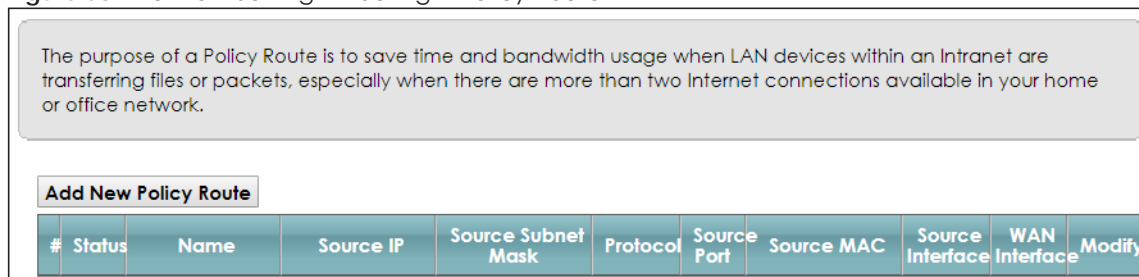 The purpose of a Policy Route is to save time and bandwidth usage when LAN devices within an Intranet are
transferring files or packets, especially when there are more than two Internet connections available in your home
or office network.
Add New Policy Route
# Status Name Source IP Source Subnet Mask Protocol Source Port Source MAC Source Interface WAN Interface Modify